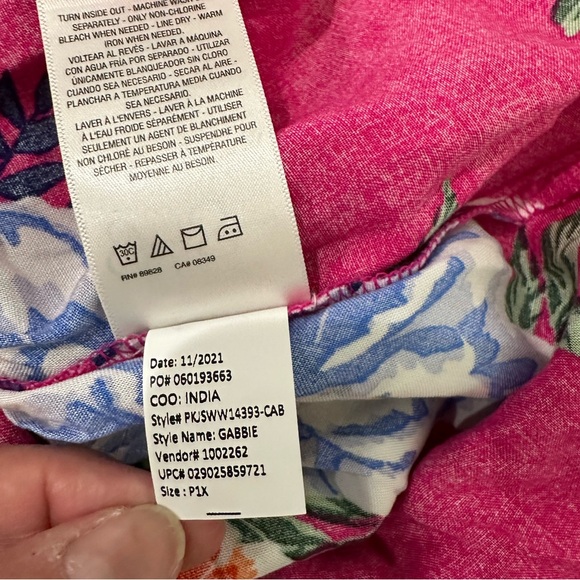 TURN INSIDE OUT - MACHINE WASH
SEPARATELY - ONLY NON-CHLORINE
BLEACH WHEN NEEDED - LINE DRY - WARM
IRON WHEN NEEDED.
VOLTEAR AL REVÉS - LAVAR A MÁQUINA
CON AGUA FRÍA POR SEPARADO - UTILIZAR
ÚNICAMENTE BLANQUEADOR SIN CLORO
CUANDO SEA NECESARIO - SECAR AL AIRE -
PLANCHAR A TEMPERATURA MEDIA CUANDO
SEA NECESARIO.
LAVER À L'ENVERS - LAVER À LA MACHINE
À L'EAU FROIDE SÉPARÉMENT - UTILISER
SEULEMENT UN AGENT DE BLANCHIMENT
NON CHLORÉ AU BESOIN - SUSPENDRE POUR
SÉCHER - REPASSER À TEMPÉRATURE
MOYENNE AU BESOIN.
30C
RN# 89828 CA# 08349
Date: 11/2021
PO# 060193663
COO: INDIA
Style# PKJSWW14393-CAB
Style Name: GABBIE
Vendor# 1002262
UPC# 029025859721
Size : P1X